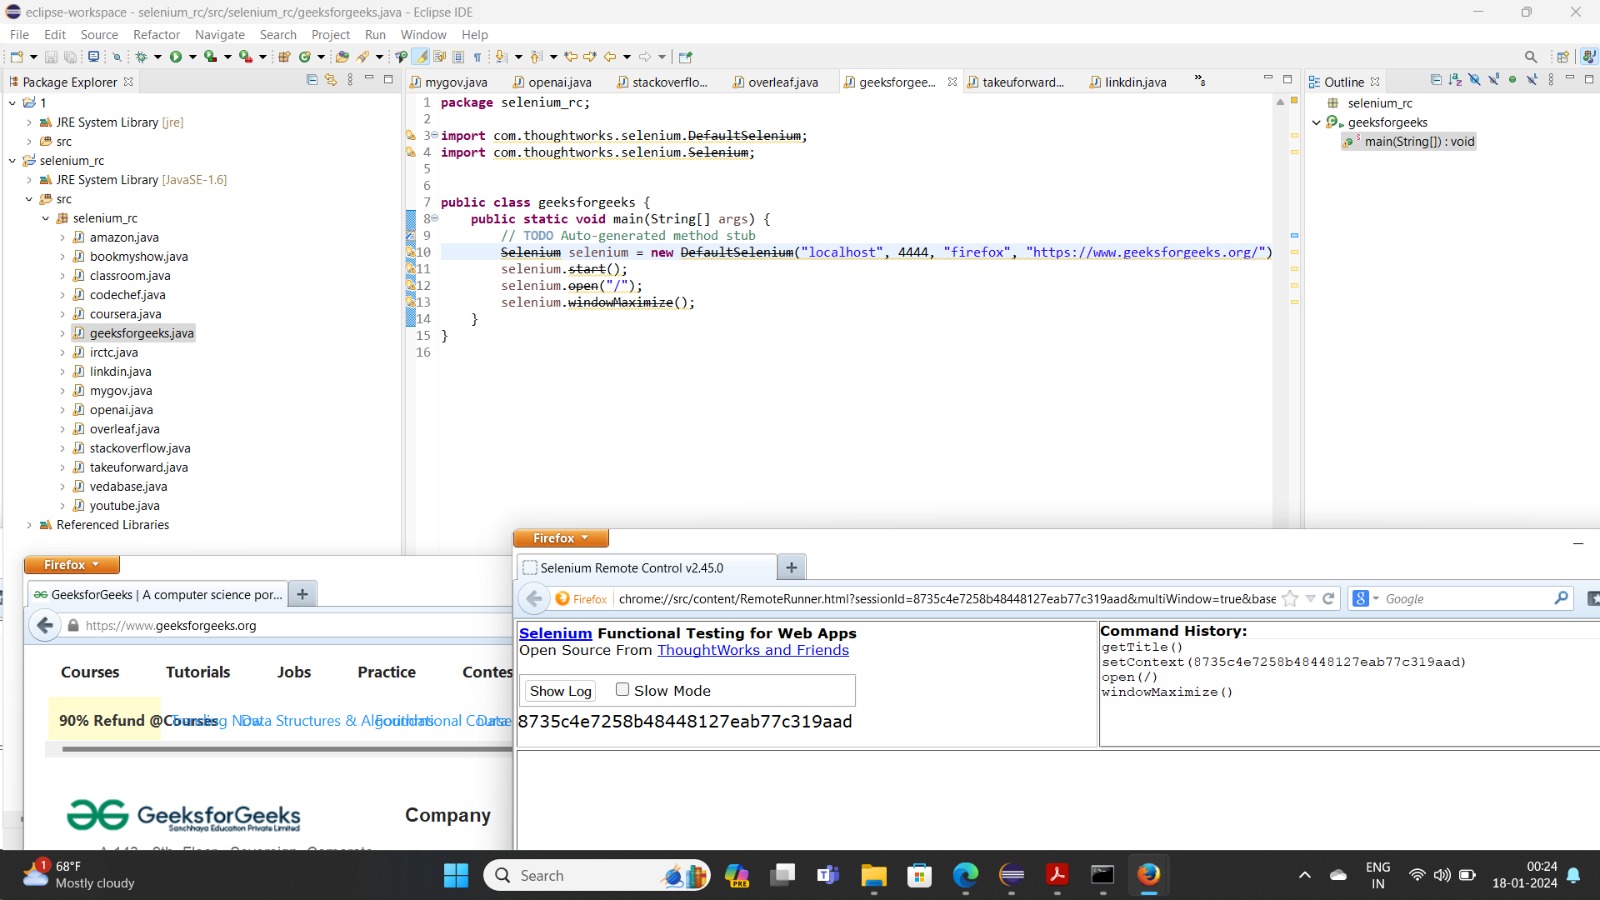 eclipse-workspace - selenium_rc/src/selenium_rc/geeksforgeeks.java - Eclipse IDE
File Edit Source Refactor Navigate Search Project Run Window Help
Package Explorer
1
JRE System Library [jre]
src
selenium_rc
JRE System Library [JavaSE-1.6]
src
selenium_rc
amazon.java
bookmyshow.java
classroom.java
codechef.java
coursera.java
geeksforgeeks.java
irctc.java
linkdin.java
mygov.java
openai.java
overleaf.java
stackoverflow.java
takeuforward.java
vedabase.java
youtube.java
Referenced Libraries
mygov.java openai.java stackoverflo... overleaf.java geeksforgee... takeuforward... linkdin.java »8
1 package selenium_rc;
2
3 import com.thoughtworks.selenium.DefaultSelenium;
4 import com.thoughtworks.selenium.Selenium;
5
6
7 public class geeksforgeeks {
8 public static void main(String[] args) {
9 // TODO Auto-generated method stub
10 Selenium selenium = new DefaultSelenium("localhost", 4444, "firefox", "https://www.geeksforgeeks.org/")
11 selenium.start();
12 selenium.open("/");
13 selenium.windowMaximize();
14 }
15 }
16
Outline
selenium_rc
geeksforgeeks
main(String[]) : void
Firefox
GeeksforGeeks | A computer science por...
https://www.geeksforgeeks.org
Courses Tutorials Jobs Practice Contes
90% Refund @Courses Trending Now Data Structures & Algorithms Foundational Courses Data
GeeksforGeeks
Sanchhaya Education Private Limited
Company
Firefox
Selenium Remote Control v2.45.0
Firefox chrome://src/content/RemoteRunner.html?sessionId=8735c4e7258b48448127eab77c319aad&multiWindow=true&base
Google
Selenium Functional Testing for Web Apps
Open Source From ThoughtWorks and Friends
Show Log Slow Mode
8735c4e7258b48448127eab77c319aad
Command History:
getTitle()
setContext(8735c4e7258b48448127eab77c319aad)
open(/)
windowMaximize()
1
68°F
Mostly cloudy
Search
PRE
ENG
IN
00:24
18-01-2024